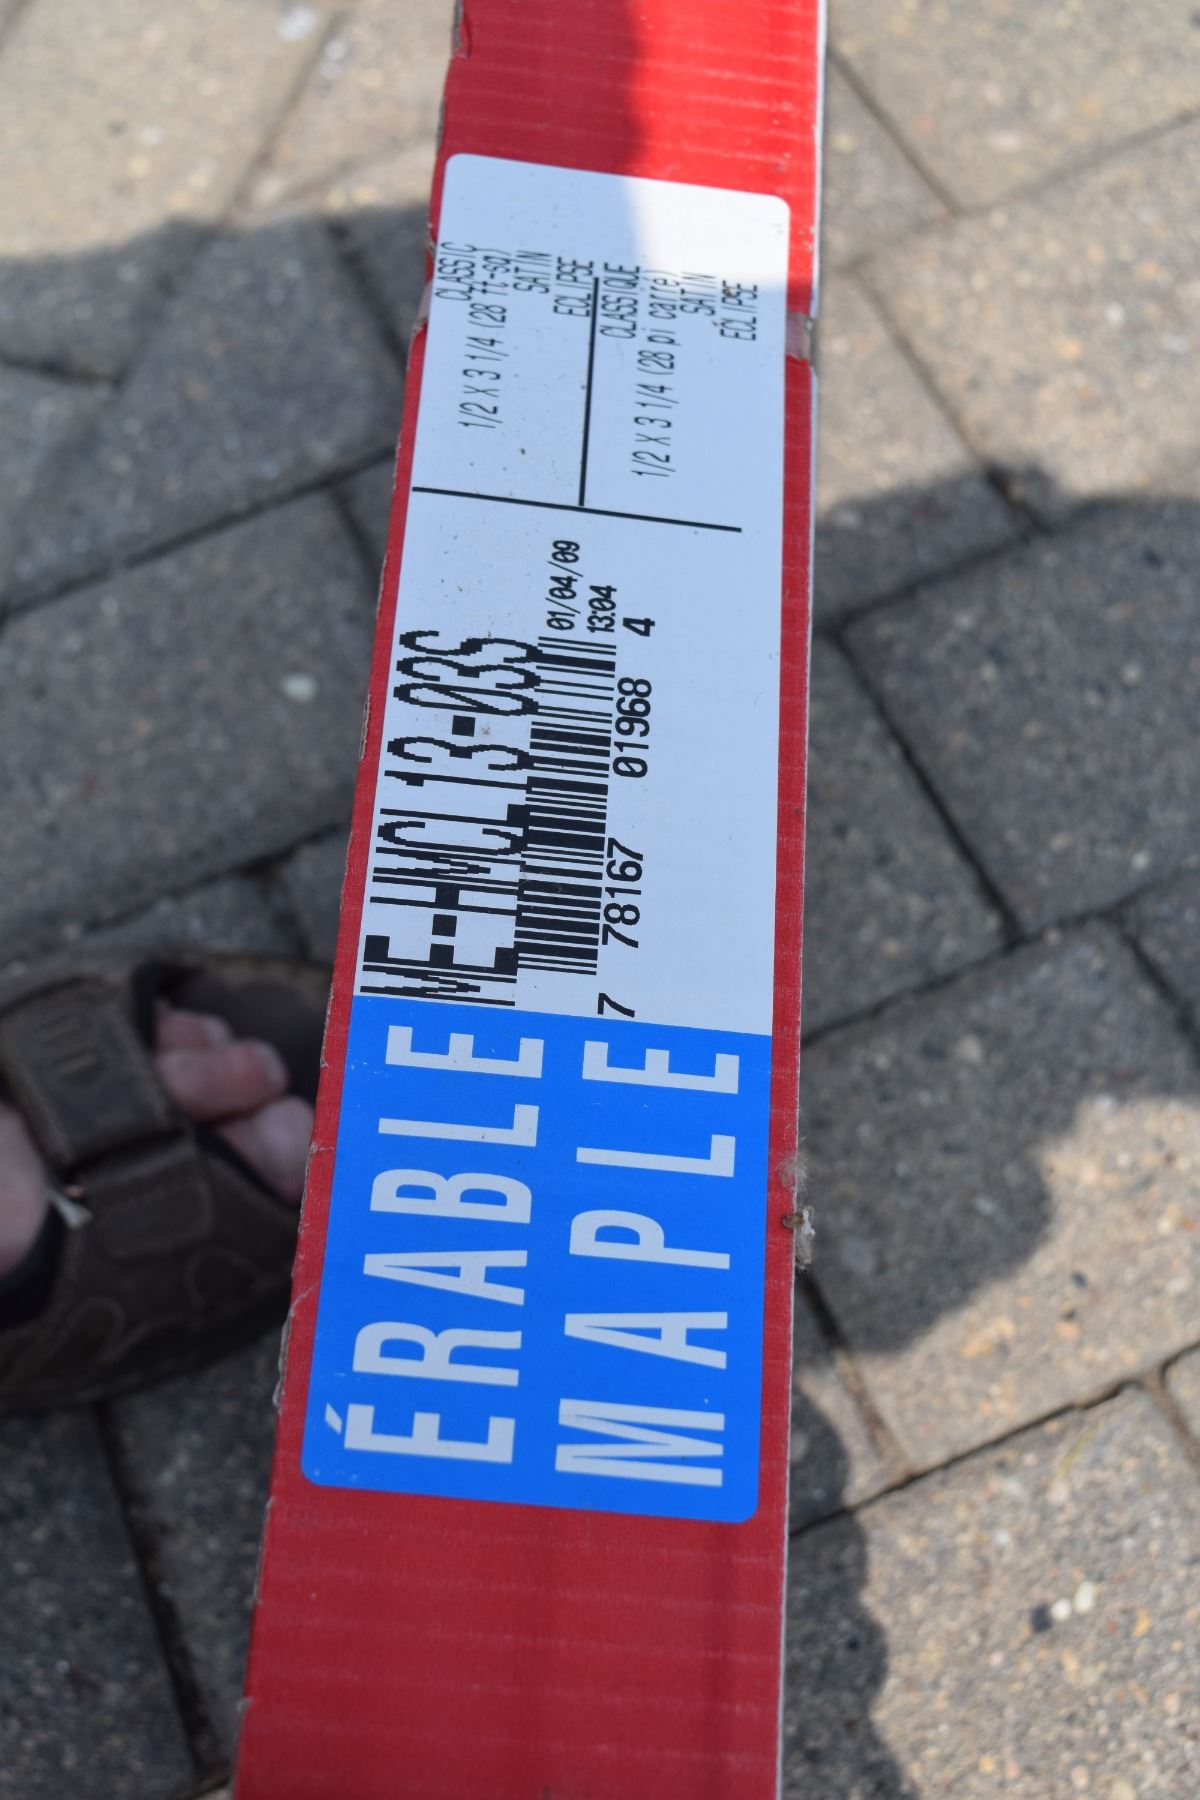 ÉRABLE
MAPLE
ME-HMCL13-03S
01/04/09
13:04
7 78167 01968 4
CLASSIC
1/2 X 3 1/4 (28 ft-sq)
SATIN
ECLIPSE
CLASSIQUE
1/2 X 3 1/4 (28 pi carré)
SATIN
ÉCLIPSE